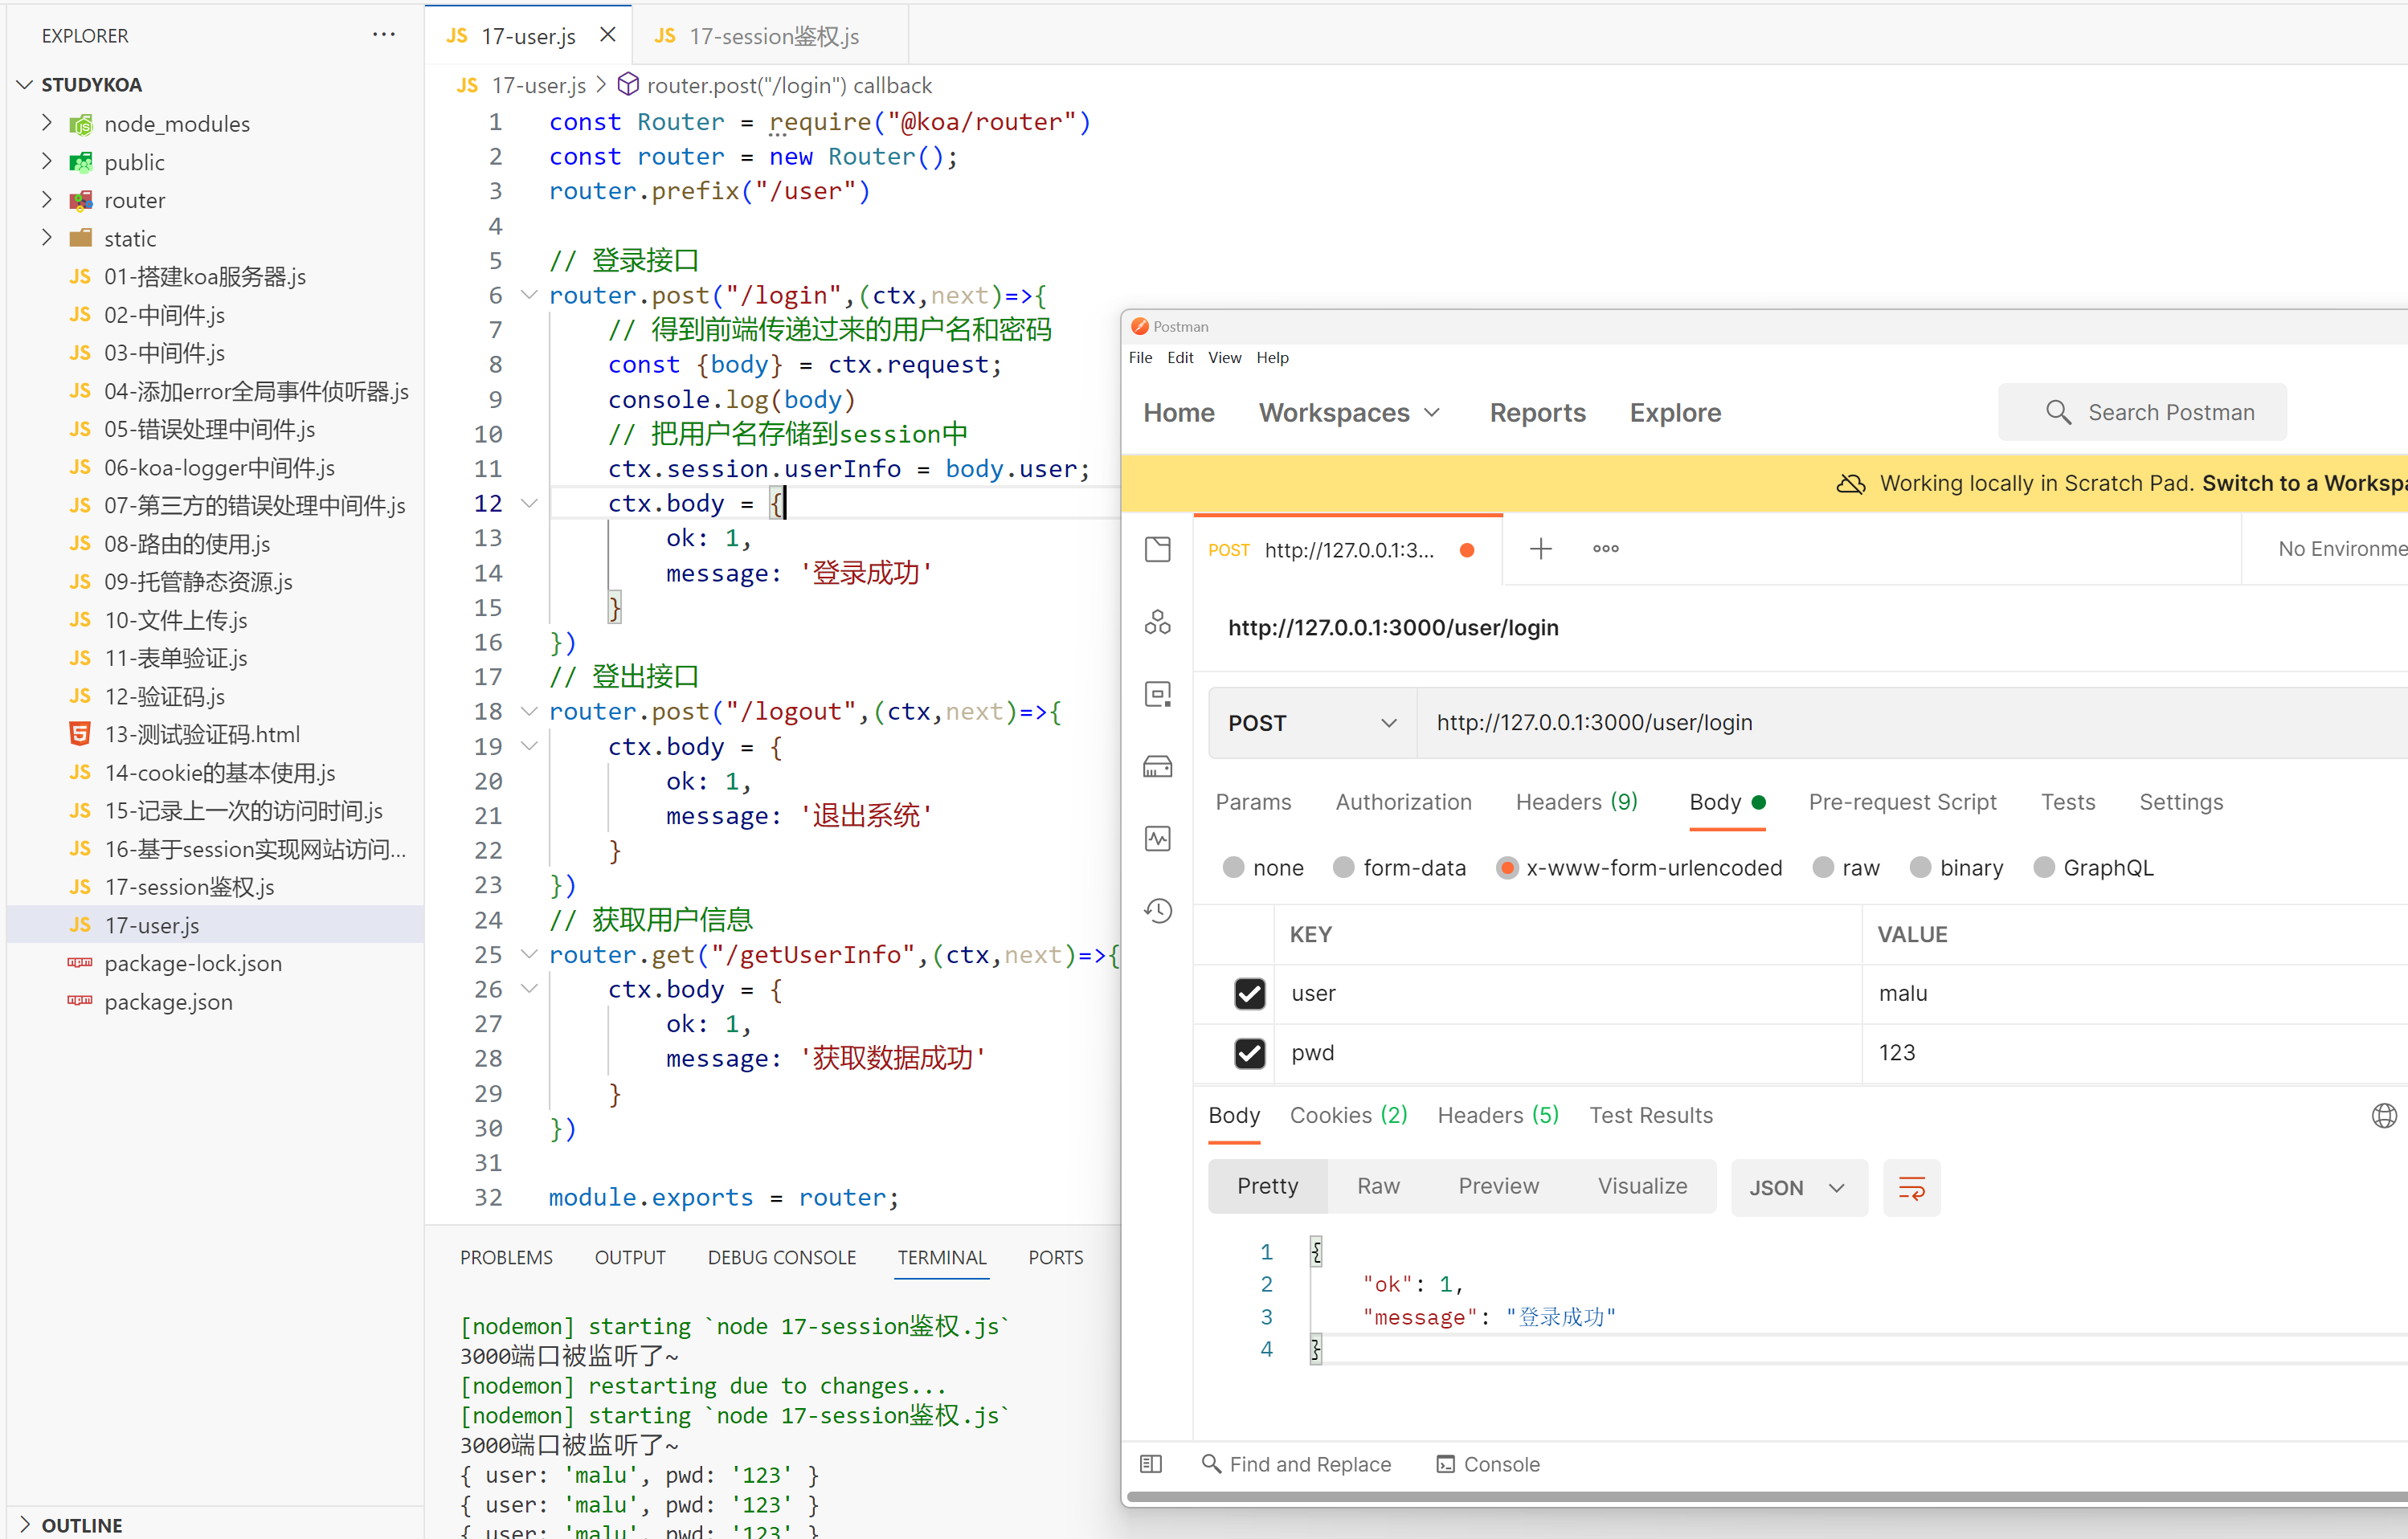 EXPLORER
STUDYKOA
node_modules
public
router
static
JS 01-搭建koa服务器.js
JS 02-中间件.js
JS 03-中间件.js
JS 04-添加error全局事件侦听器.js
JS 05-错误处理中间件.js
JS 06-koa-logger中间件.js
JS 07-第三方的错误处理中间件.js
JS 08-路由的使用.js
JS 09-托管静态资源.js
JS 10-文件上传.js
JS 11-表单验证.js
JS 12-验证码.js
13-测试验证码.html
JS 14-cookie的基本使用.js
JS 15-记录上一次的访问时间.js
JS 16-基于session实现网站访问...
JS 17-session鉴权.js
JS 17-user.js
package-lock.json
package.json
OUTLINE
JS 17-user.js
JS 17-session鉴权.js
JS 17-user.js > router.post("/login") callback
1 const Router = require("@koa/router")
2 const router = new Router();
3 router.prefix("/user")
4
5 // 登录接口
6 router.post("/login",(ctx,next)=>{
7 // 得到前端传递过来的用户名和密码
8 const {body} = ctx.request;
9 console.log(body)
10 // 把用户名存储到session中
11 ctx.session.userInfo = body.user;
12 ctx.body = {
13 ok: 1,
14 message: '登录成功'
15 }
16 })
17 // 登出接口
18 router.post("/logout",(ctx,next)=>{
19 ctx.body = {
20 ok: 1,
21 message: '退出系统'
22 }
23 })
24 // 获取用户信息
25 router.get("/getUserInfo",(ctx,next)=>{
26 ctx.body = {
27 ok: 1,
28 message: '获取数据成功'
29 }
30 })
31
32 module.exports = router;
PROBLEMS OUTPUT DEBUG CONSOLE TERMINAL PORTS
[nodemon] starting `node 17-session鉴权.js`
3000端口被监听了~
[nodemon] restarting due to changes...
[nodemon] starting `node 17-session鉴权.js`
3000端口被监听了~
{ user: 'malu', pwd: '123' }
{ user: 'malu', pwd: '123' }
{ user: 'malu', pwd: '123' }
Postman
File Edit View Help
Home Workspaces Reports Explore Search Postman
Working locally in Scratch Pad. Switch to a Workspa
POST http://127.0.0.1:3... No Environme
http://127.0.0.1:3000/user/login
POST http://127.0.0.1:3000/user/login
Params Authorization Headers (9) Body Pre-request Script Tests Settings
none form-data x-www-form-urlencoded raw binary GraphQL
KEY VALUE
user malu
pwd 123
Body Cookies (2) Headers (5) Test Results
Pretty Raw Preview Visualize JSON
1 {
2 "ok": 1,
3 "message": "登录成功"
4 }
Find and Replace Console